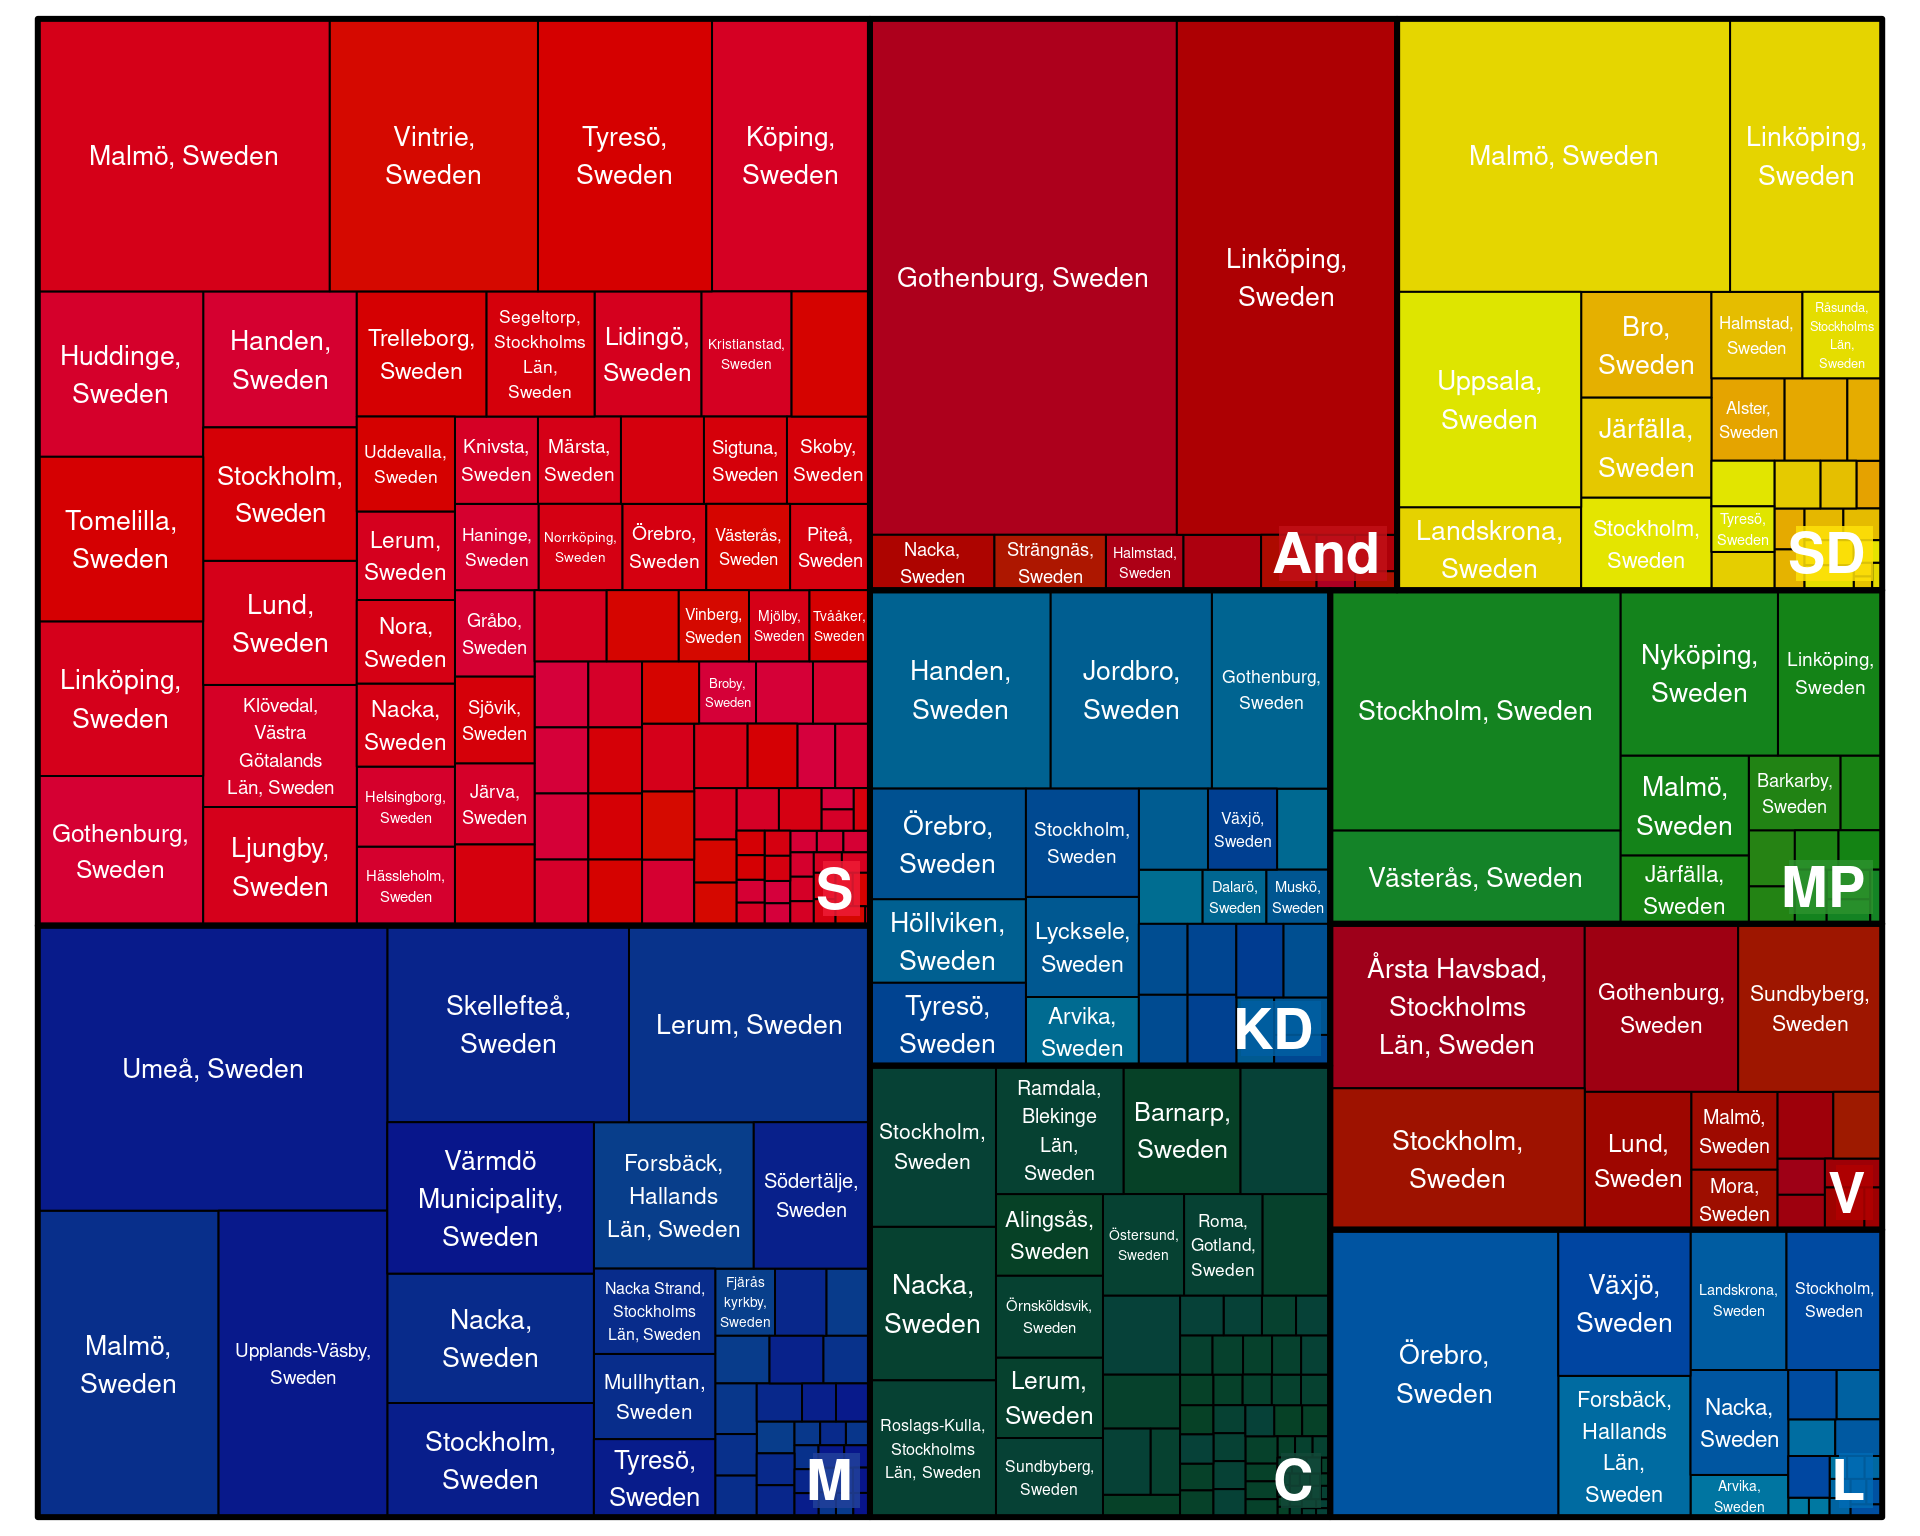 Malmö, Sweden
Vintrie,
Sweden
Tyresö,
Sweden
Köping,
Sweden
Huddinge,
Sweden
Handen,
Sweden
Trelleborg,
Sweden
Segeltorp,
Stockholms
Län,
Sweden
Lidingö,
Sweden
Kristianstad,
Sweden
Tomelilla,
Sweden
Stockholm,
Sweden
Uddevalla,
Sweden
Knivsta,
Sweden
Märsta,
Sweden
Sigtuna,
Sweden
Skoby,
Sweden
Lerum,
Sweden
Haninge,
Sweden
Norrköping,
Sweden
Örebro,
Sweden
Västerås,
Sweden
Piteå,
Sweden
Linköping,
Sweden
Lund,
Sweden
Nora,
Sweden
Gråbo,
Sweden
Vinberg,
Sweden
Mjölby,
Sweden
Tvååker,
Sweden
Klövedal,
Västra
Götalands
Län, Sweden
Nacka,
Sweden
Sjövik,
Sweden
Broby,
Sweden
Gothenburg,
Sweden
Ljungby,
Sweden
Helsingborg,
Sweden
Järva,
Sweden
Hässleholm,
Sweden
S
Gothenburg, Sweden
Linköping,
Sweden
Nacka,
Sweden
Strängnäs,
Sweden
Halmstad,
Sweden
And
Malmö, Sweden
Linköping,
Sweden
Uppsala,
Sweden
Bro,
Sweden
Halmstad,
Sweden
Råsunda,
Stockholms
Län,
Sweden
Järfälla,
Sweden
Alster,
Sweden
Landskrona,
Sweden
Stockholm,
Sweden
Tyresö,
Sweden
SD
Umeå, Sweden
Skellefteå,
Sweden
Lerum, Sweden
Värmdö
Municipality,
Sweden
Forsbäck,
Hallands
Län, Sweden
Södertälje,
Sweden
Malmö,
Sweden
Upplands-Väsby,
Sweden
Nacka,
Sweden
Nacka Strand,
Stockholms
Län, Sweden
Fjärås
kyrkby,
Sweden
Mullhyttan,
Sweden
Stockholm,
Sweden
Tyresö,
Sweden
M
Handen,
Sweden
Jordbro,
Sweden
Gothenburg,
Sweden
Örebro,
Sweden
Stockholm,
Sweden
Växjö,
Sweden
Höllviken,
Sweden
Lycksele,
Sweden
Dalarö,
Sweden
Muskö,
Sweden
Tyresö,
Sweden
Arvika,
Sweden
KD
Stockholm,
Sweden
Ramdala,
Blekinge
Län,
Sweden
Barnarp,
Sweden
Nacka,
Sweden
Alingsås,
Sweden
Östersund,
Sweden
Roma,
Gotland,
Sweden
Örnsköldsvik,
Sweden
Roslags-Kulla,
Stockholms
Län, Sweden
Lerum,
Sweden
Sundbyberg,
Sweden
C
Stockholm, Sweden
Nyköping,
Sweden
Linköping,
Sweden
Västerås, Sweden
Malmö,
Sweden
Barkarby,
Sweden
Järfälla,
Sweden
MP
Årsta Havsbad,
Stockholms
Län, Sweden
Gothenburg,
Sweden
Sundbyberg,
Sweden
Stockholm,
Sweden
Lund,
Sweden
Malmö,
Sweden
Mora,
Sweden
V
Örebro,
Sweden
Växjö,
Sweden
Landskrona,
Sweden
Stockholm,
Sweden
Forsbäck,
Hallands
Län,
Sweden
Nacka,
Sweden
Arvika,
Sweden
L